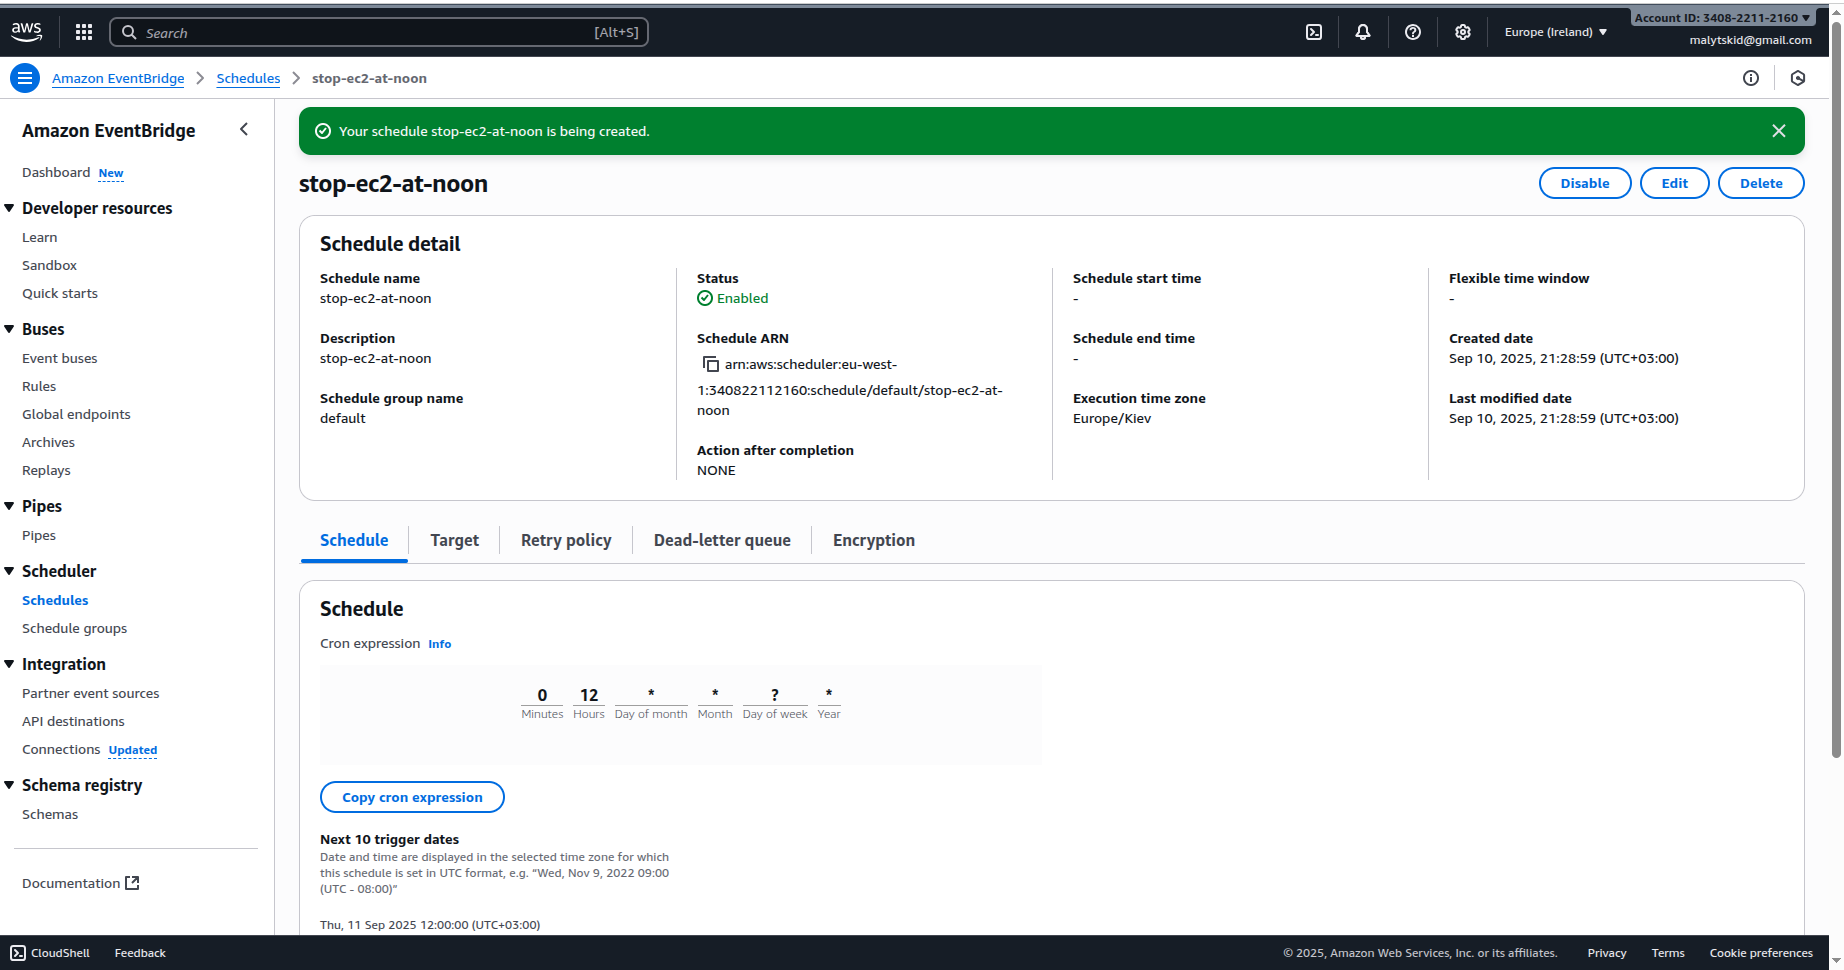 aws
Search [Alt+S]
Europe (Ireland)
Account ID: 3408-2211-2160
malytskid@gmail.com
Amazon EventBridge > Schedules > stop-ec2-at-noon
Amazon EventBridge
Dashboard New
Developer resources
Learn
Sandbox
Quick starts
Buses
Event buses
Rules
Global endpoints
Archives
Replays
Pipes
Pipes
Scheduler
Schedules
Schedule groups
Integration
Partner event sources
API destinations
Connections Updated
Schema registry
Schemas
Documentation
Your schedule stop-ec2-at-noon is being created.
stop-ec2-at-noon
Disable
Edit
Delete
Schedule detail
Schedule name
stop-ec2-at-noon
Description
stop-ec2-at-noon
Schedule group name
default
Status
Enabled
Schedule ARN
arn:aws:scheduler:eu-west-
1:340822112160:schedule/default/stop-ec2-at-
noon
Action after completion
NONE
Schedule start time
-
Schedule end time
-
Execution time zone
Europe/Kiev
Flexible time window
-
Created date
Sep 10, 2025, 21:28:59 (UTC+03:00)
Last modified date
Sep 10, 2025, 21:28:59 (UTC+03:00)
Schedule
Target
Retry policy
Dead-letter queue
Encryption
Schedule
Cron expression Info
0 12 * * ? *
Minutes Hours Day of month Month Day of week Year
Copy cron expression
Next 10 trigger dates
Date and time are displayed in the selected time zone for which
this schedule is set in UTC format, e.g. “Wed, Nov 9, 2022 09:00
(UTC - 08:00)”
Thu, 11 Sep 2025 12:00:00 (UTC+03:00)
CloudShell
Feedback
© 2025, Amazon Web Services, Inc. or its affiliates.
Privacy
Terms
Cookie preferences